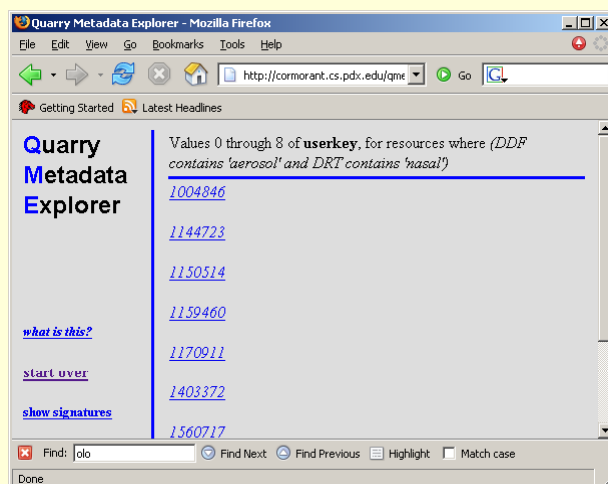 Quarry Metadata Explorer - Mozilla Firefox
File Edit View Go Bookmarks Tools Help
http://cormorant.cs.pdx.edu/qme Go G
Getting Started Latest Headlines
Quarry
Metadata
Explorer
what is this?
start over
show signatures
Values 0 through 8 of userkey, for resources where (DDF
contains 'aerosol' and DRT contains 'nasal')
1004846
1144723
1150514
1159460
1170911
1403372
1560717
Find: olo Find Next Find Previous Highlight Match case
Done